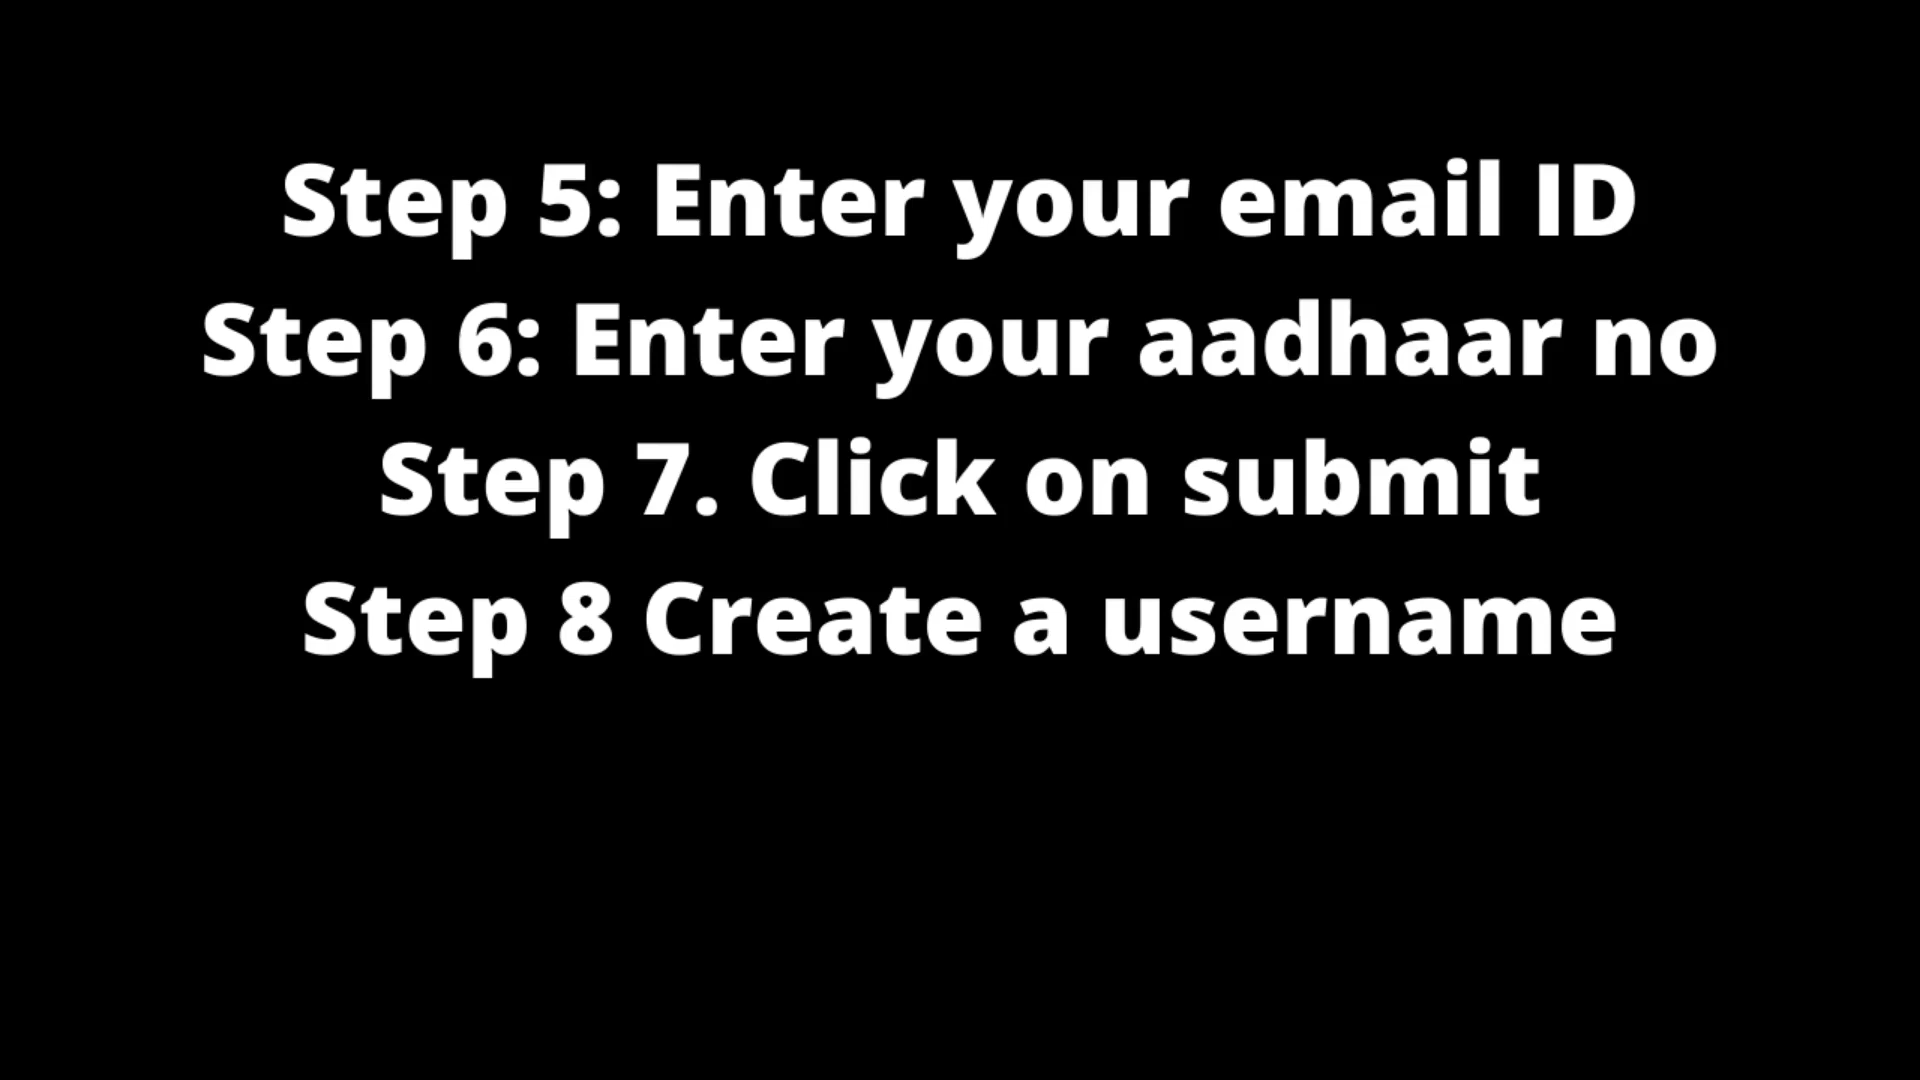 Step 5: Enter your email ID
Step 6: Enter your aadhaar no
Step 7. Click on submit
Step 8 Create a username